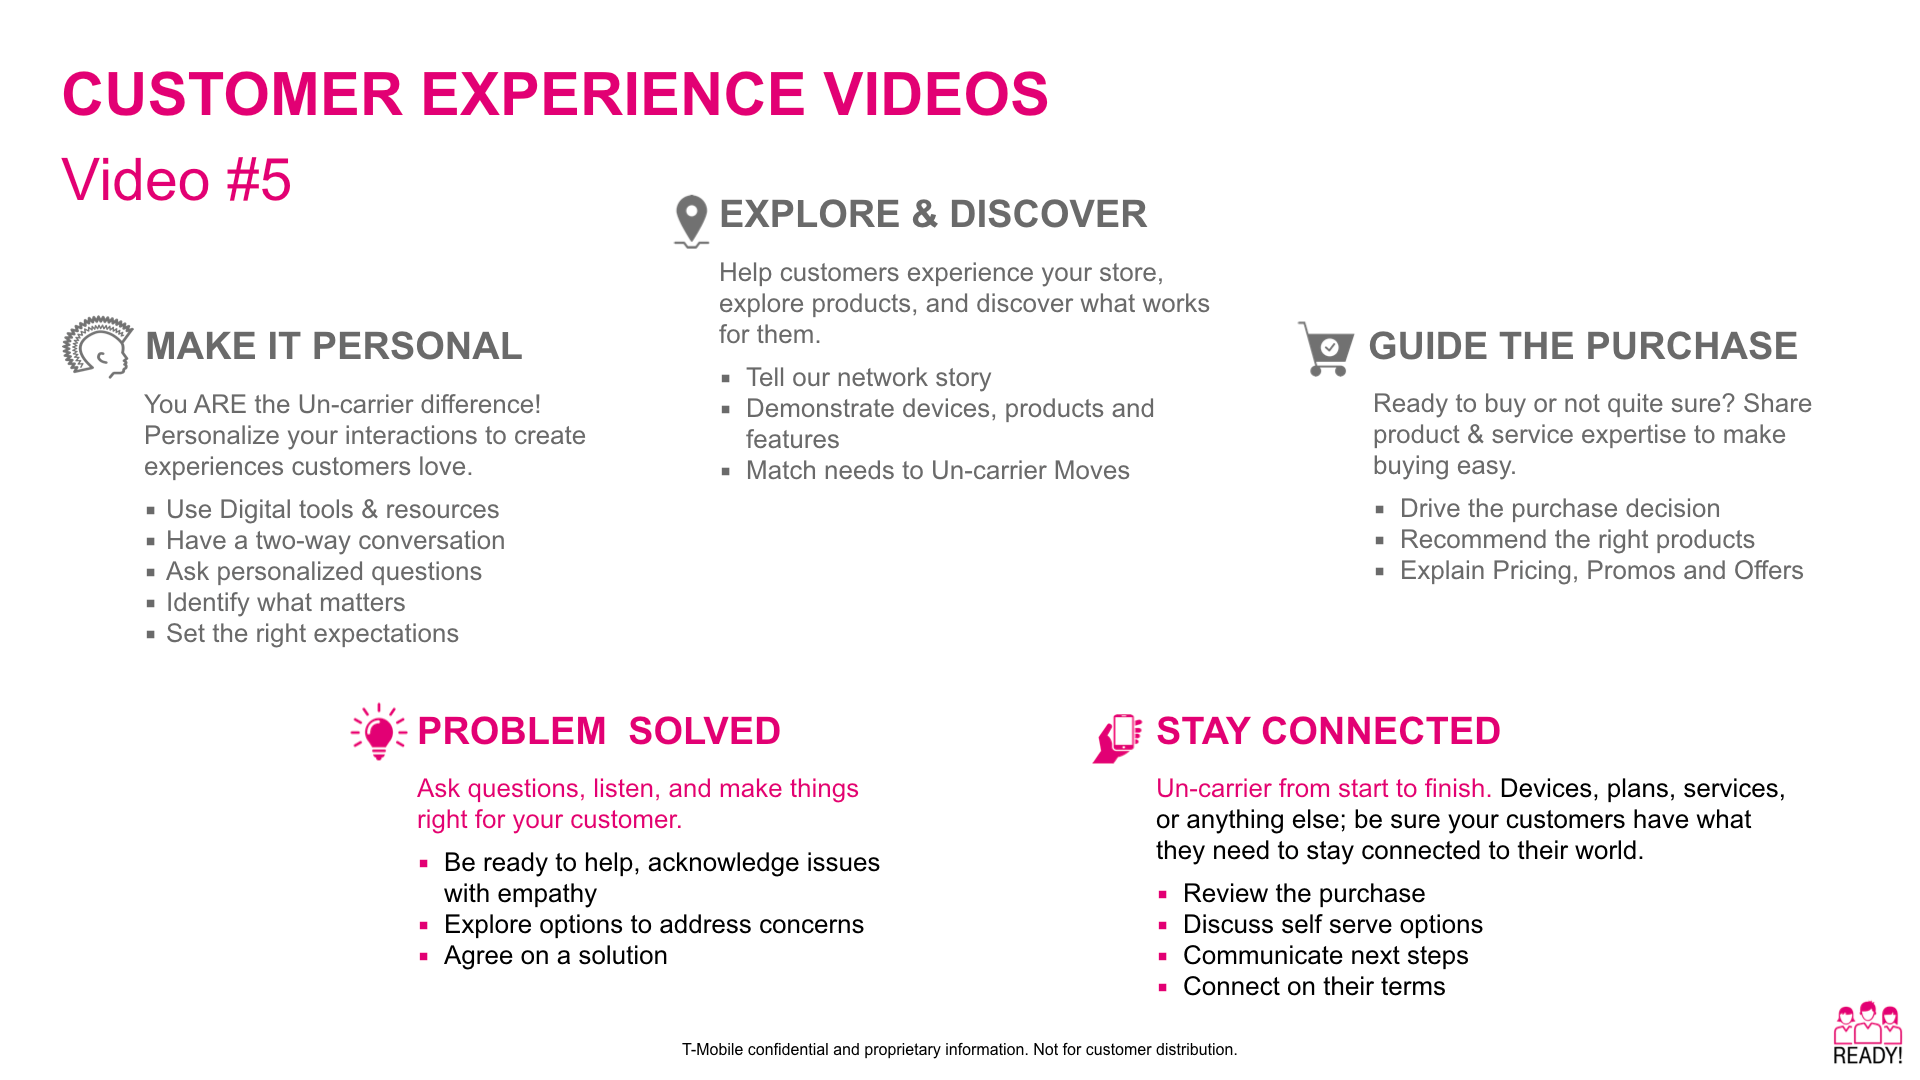 CUSTOMER EXPERIENCE VIDEOS
Video #5
MAKE IT PERSONAL
You ARE the Un-carrier difference!
Personalize your interactions to create
experiences customers love.
▪ Use Digital tools & resources
▪ Have a two-way conversation
▪ Ask personalized questions
▪ Identify what matters
▪ Set the right expectations
EXPLORE & DISCOVER
Help customers experience your store,
explore products, and discover what works
for them.
▪ Tell our network story
▪ Demonstrate devices, products and
features
▪ Match needs to Un-carrier Moves
GUIDE THE PURCHASE
Ready to buy or not quite sure? Share
product & service expertise to make
buying easy.
▪ Drive the purchase decision
▪ Recommend the right products
▪ Explain Pricing, Promos and Offers
PROBLEM  SOLVED
Ask questions, listen, and make things
right for your customer.
▪ Be ready to help, acknowledge issues
with empathy
▪ Explore options to address concerns
▪ Agree on a solution
STAY CONNECTED
Un-carrier from start to finish. Devices, plans, services,
or anything else; be sure your customers have what
they need to stay connected to their world.
▪ Review the purchase
▪ Discuss self serve options
▪ Communicate next steps
▪ Connect on their terms
T-Mobile confidential and proprietary information. Not for customer distribution.
READY!